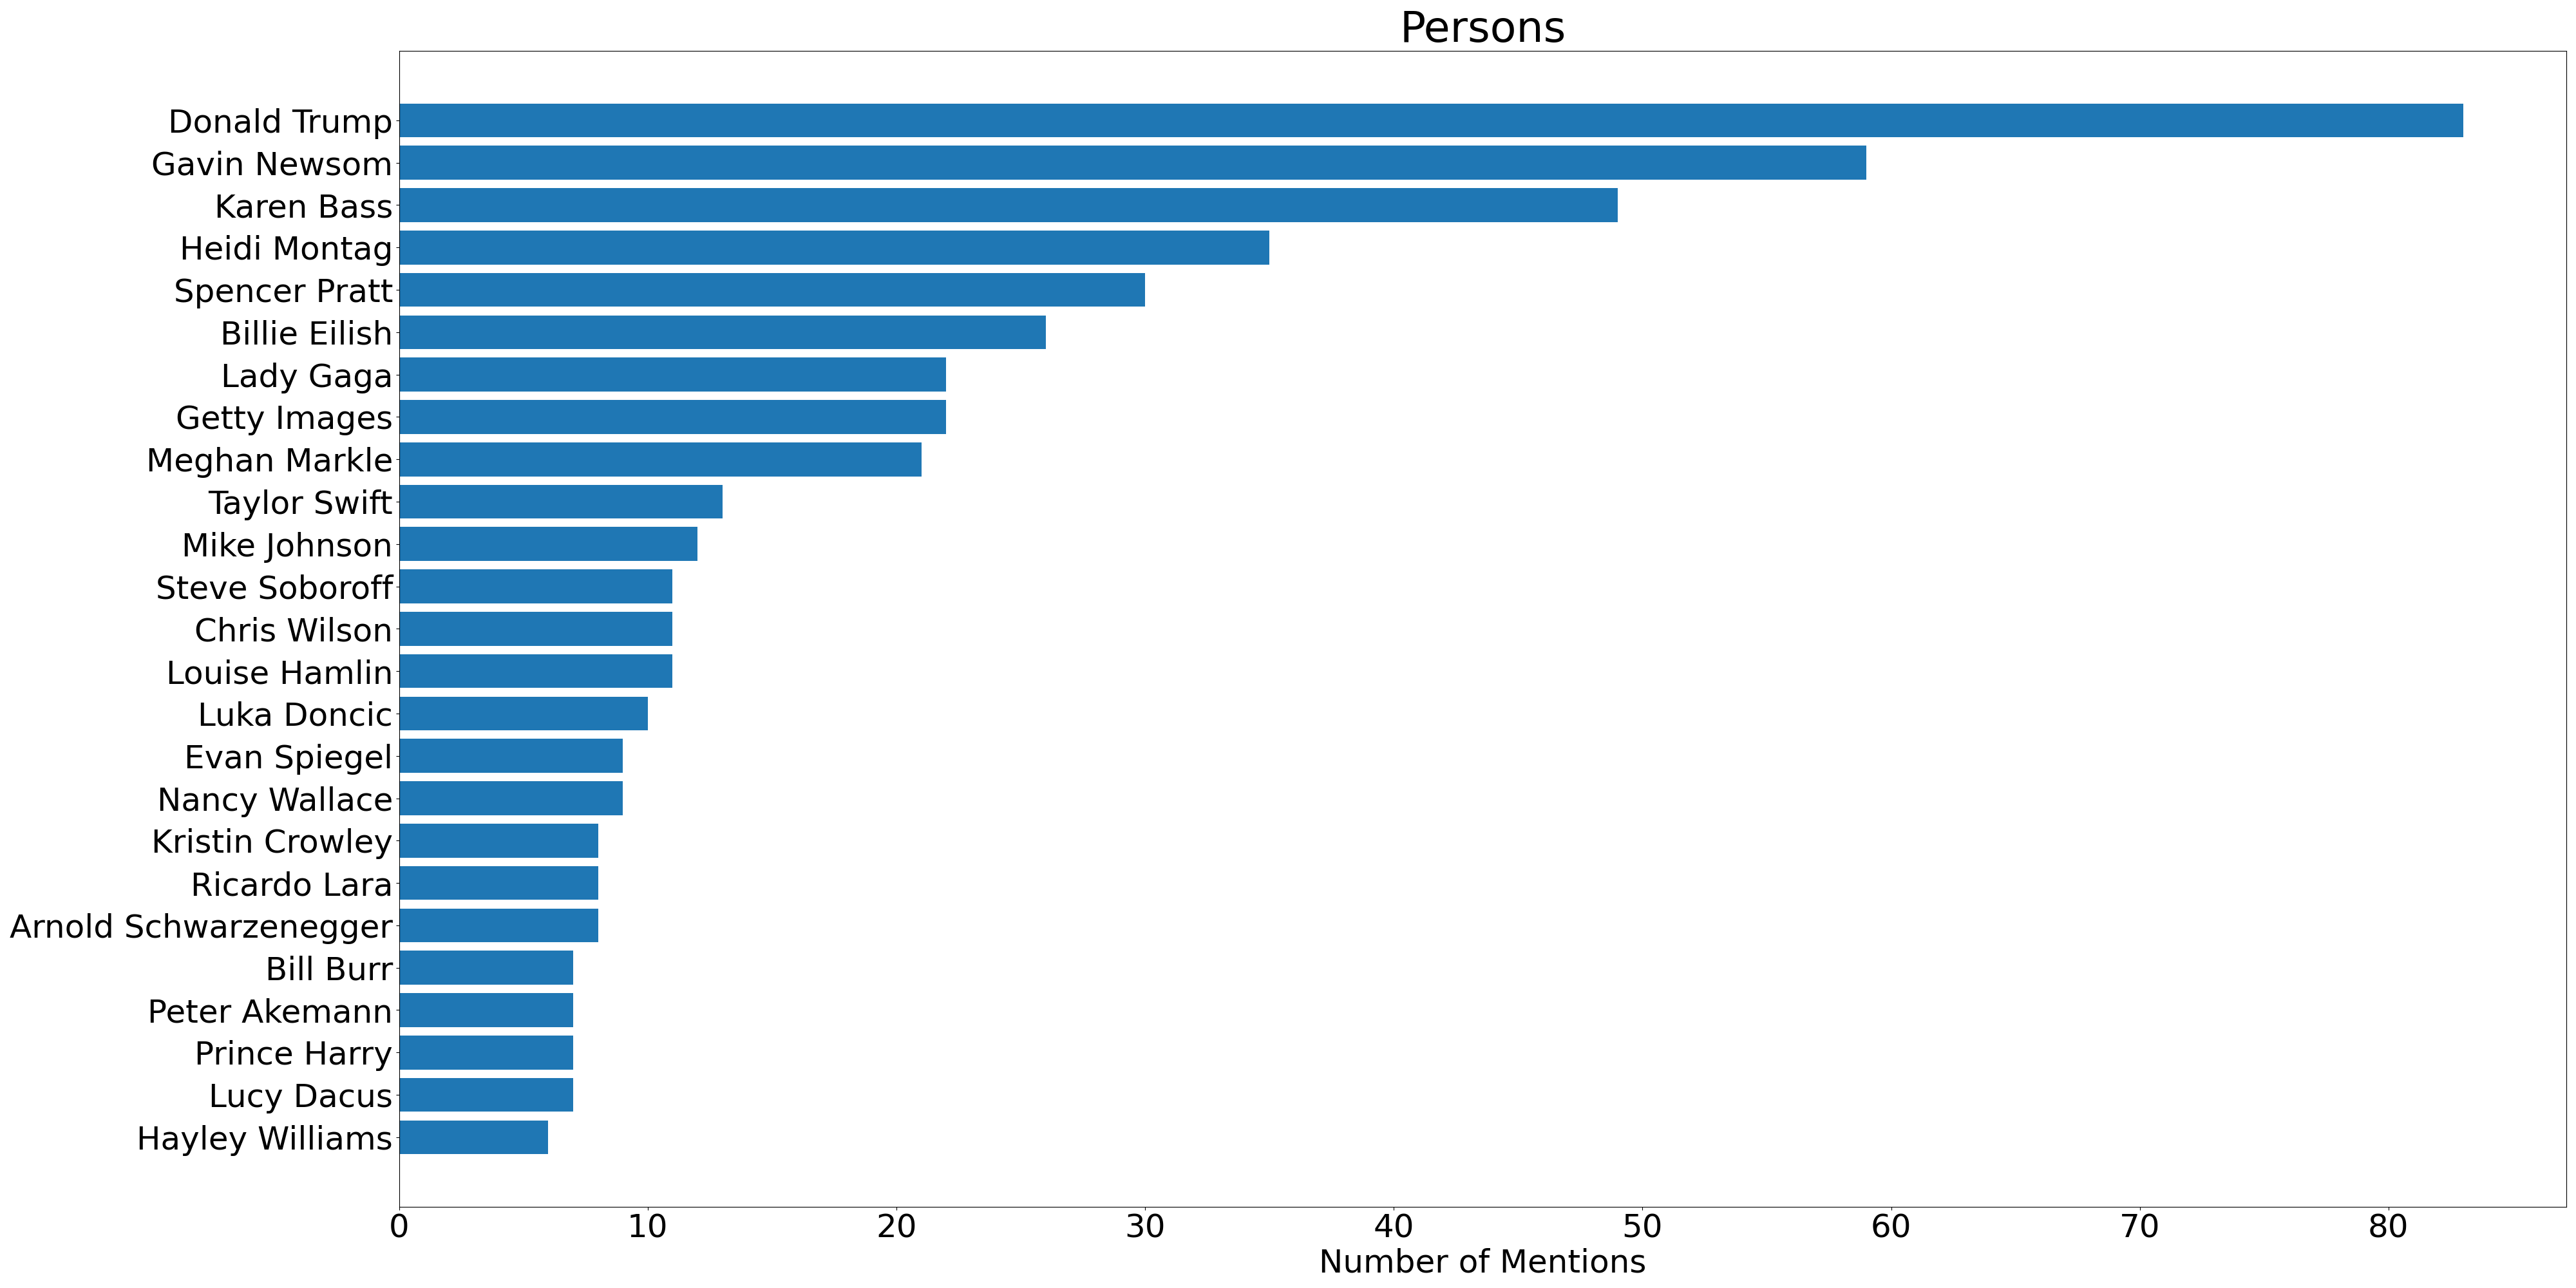 Persons
Donald Trump
Gavin Newsom
Karen Bass
Heidi Montag
Spencer Pratt
Billie Eilish
Lady Gaga
Getty Images
Meghan Markle
Taylor Swift
Mike Johnson
Steve Soboroff
Chris Wilson
Louise Hamlin
Luka Doncic
Evan Spiegel
Nancy Wallace
Kristin Crowley
Ricardo Lara
Arnold Schwarzenegger
Bill Burr
Peter Akemann
Prince Harry
Lucy Dacus
Hayley Williams
0 10 20 30 40 50 60 70 80
Number of Mentions